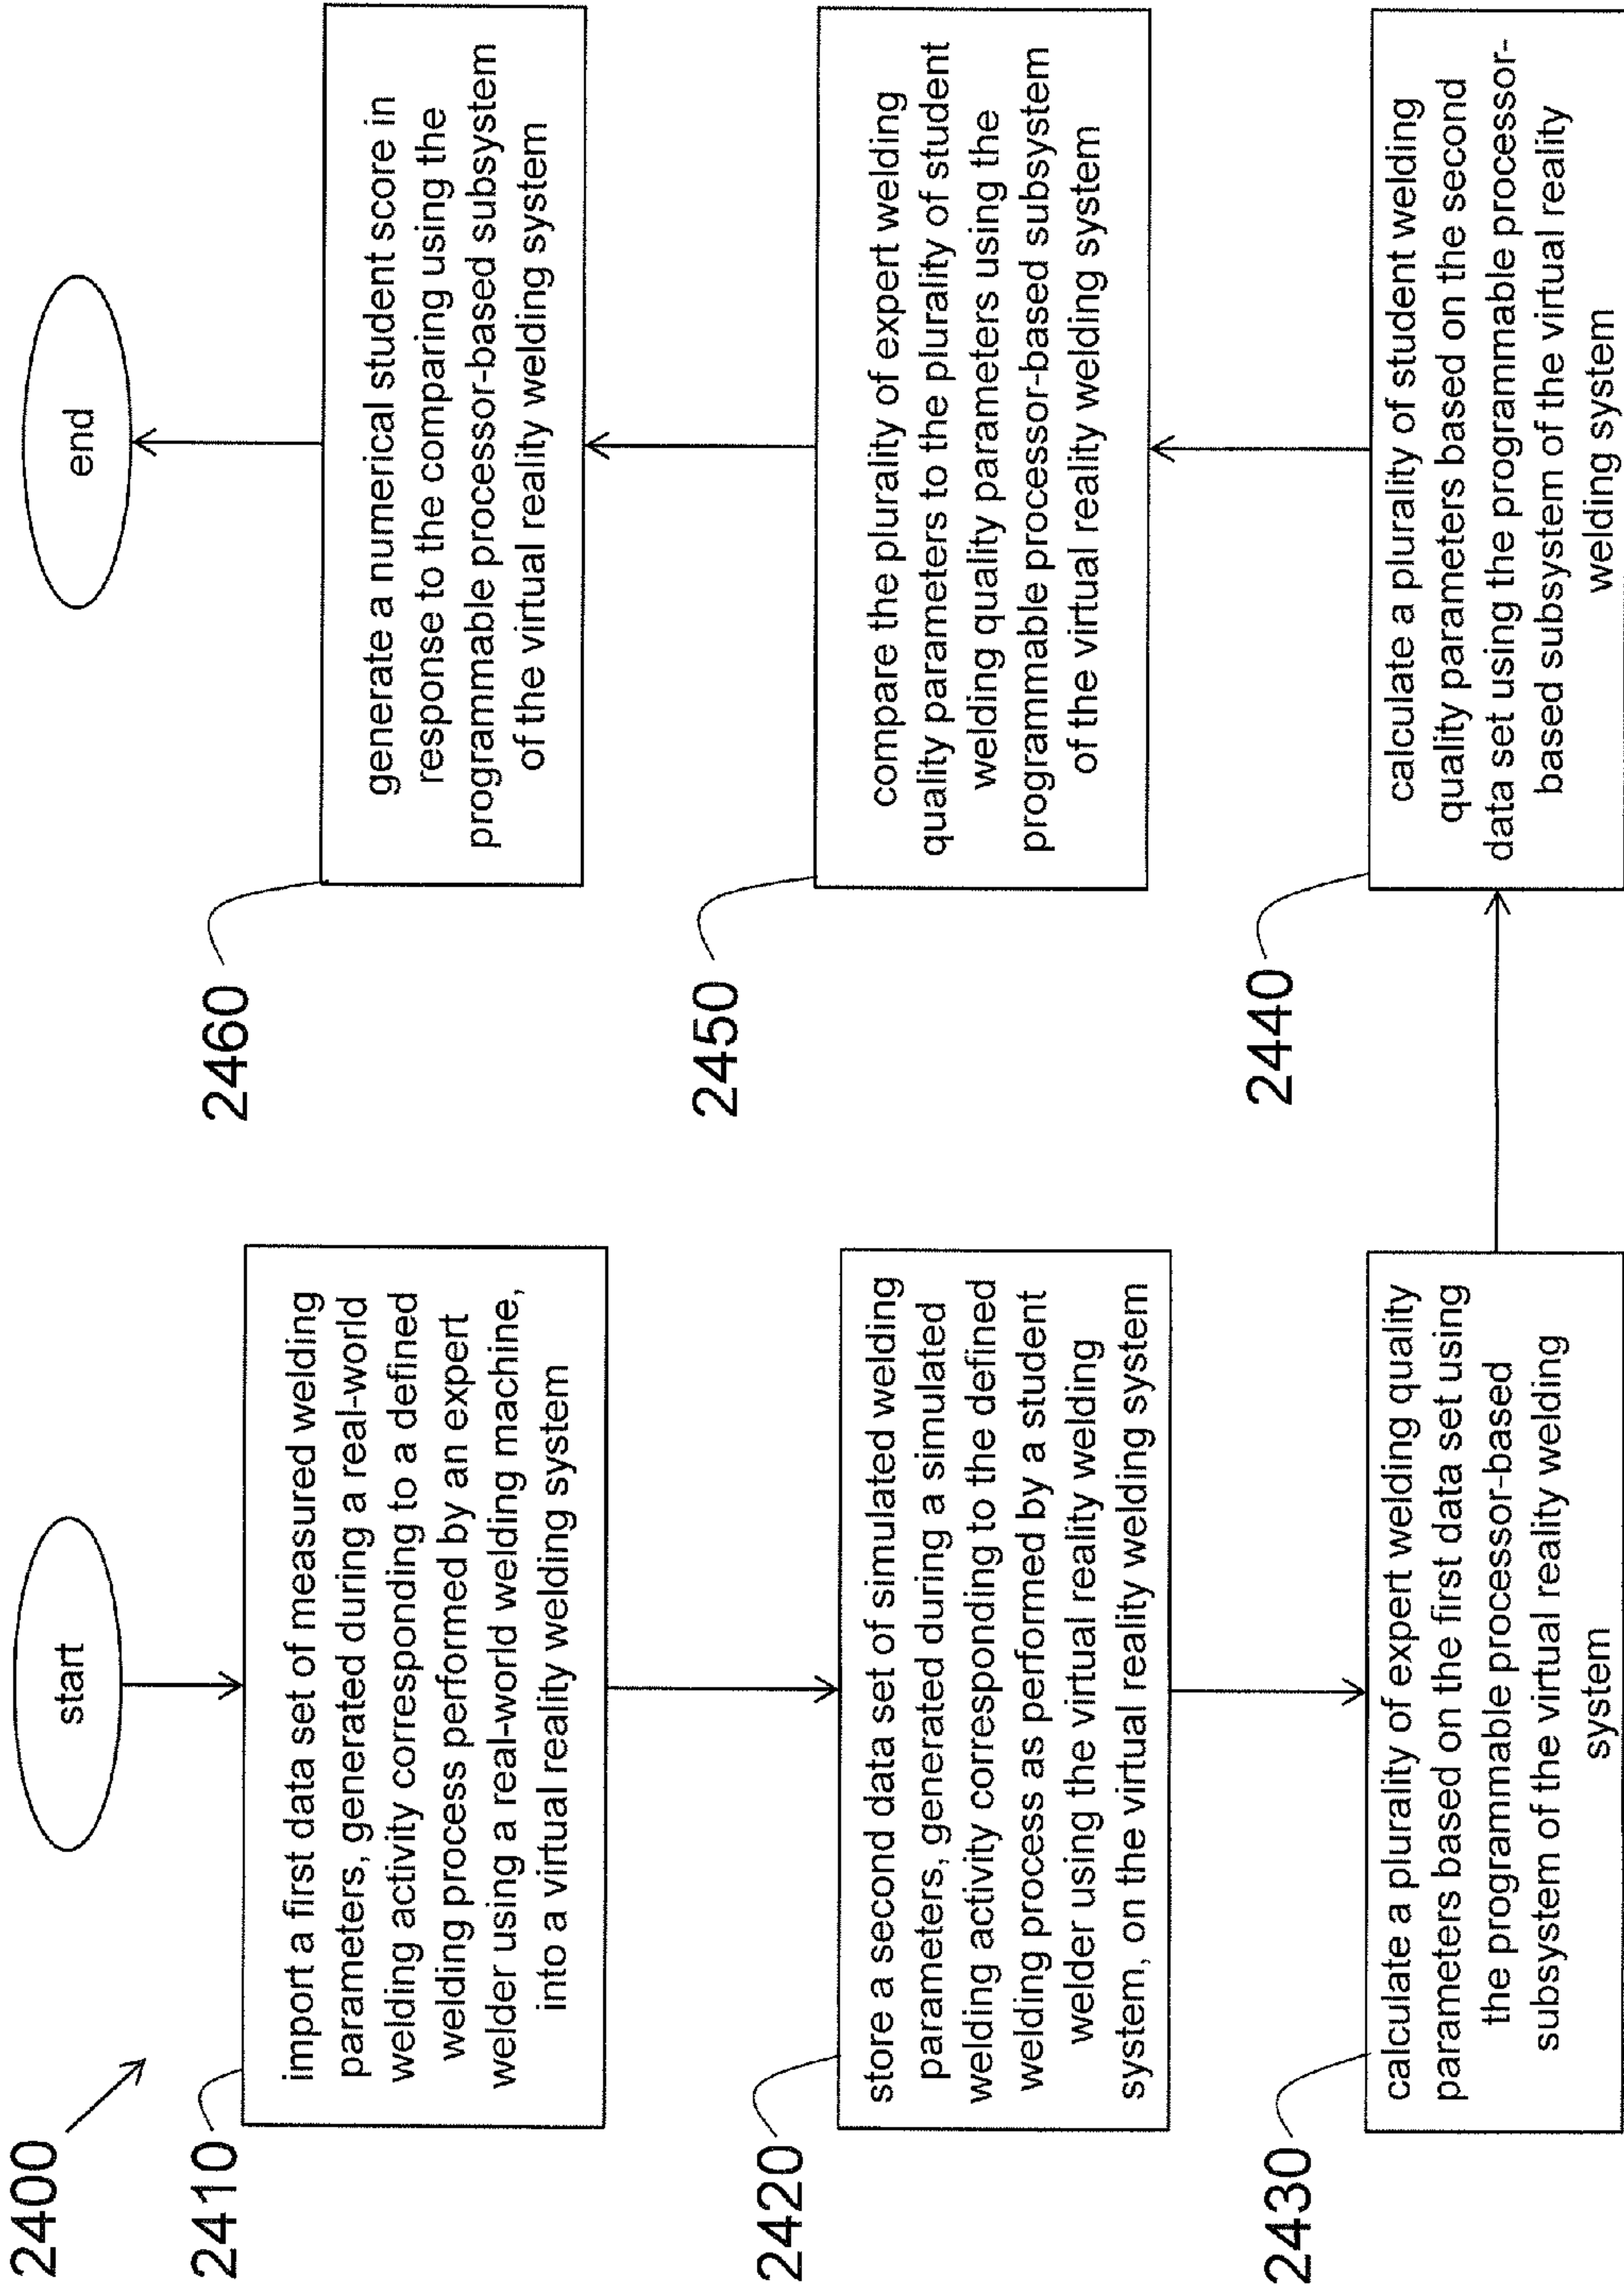 2400
start
2410
import a first data set of measured welding
parameters, generated during a real-world
welding activity corresponding to a defined
welding process performed by an expert
welder using a real-world welding machine,
into a virtual reality welding system
2420
store a second data set of simulated welding
parameters, generated during a simulated
welding activity corresponding to the defined
welding process as performed by a student
welder using the virtual reality welding
system, on the virtual reality welding system
2430
calculate a plurality of expert welding quality
parameters based on the first data set using
the programmable processor-based
subsystem of the virtual reality welding
system
2440
calculate a plurality of student welding
quality parameters based on the second
data set using the programmable processor-
based subsystem of the virtual reality
welding system
2450
compare the plurality of expert welding
quality parameters to the plurality of student
welding quality parameters using the
programmable processor-based subsystem
of the virtual reality welding system
2460
generate a numerical student score in
response to the comparing using the
programmable processor-based subsystem
of the virtual reality welding system
end